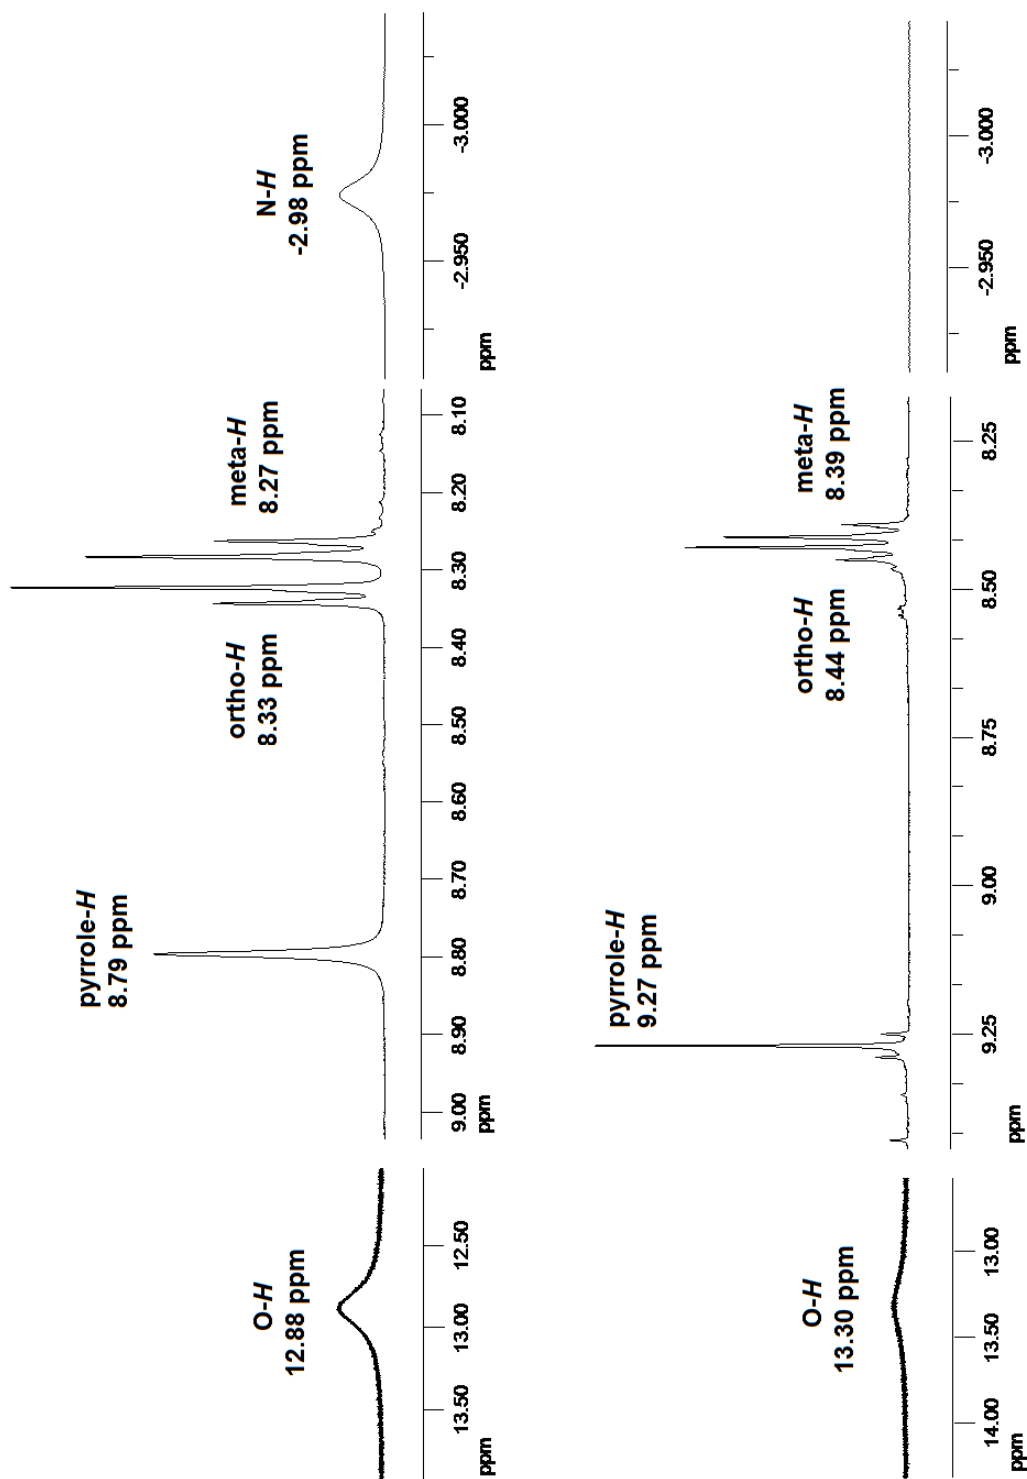 O-H
12.88 ppm
pyrrole-H
8.79 ppm
ortho-H
8.33 ppm
meta-H
8.27 ppm
N-H
-2.98 ppm
13.50 13.00 12.50
ppm
9.00 8.90 8.80 8.70 8.60 8.50 8.40 8.30 8.20 8.10
ppm
-2.950 -3.000
ppm
O-H
13.30 ppm
pyrrole-H
9.27 ppm
ortho-H
8.44 ppm
meta-H
8.39 ppm
14.00 13.50 13.00
ppm
9.25 9.00 8.75 8.50 8.25
ppm
-2.950 -3.000
ppm